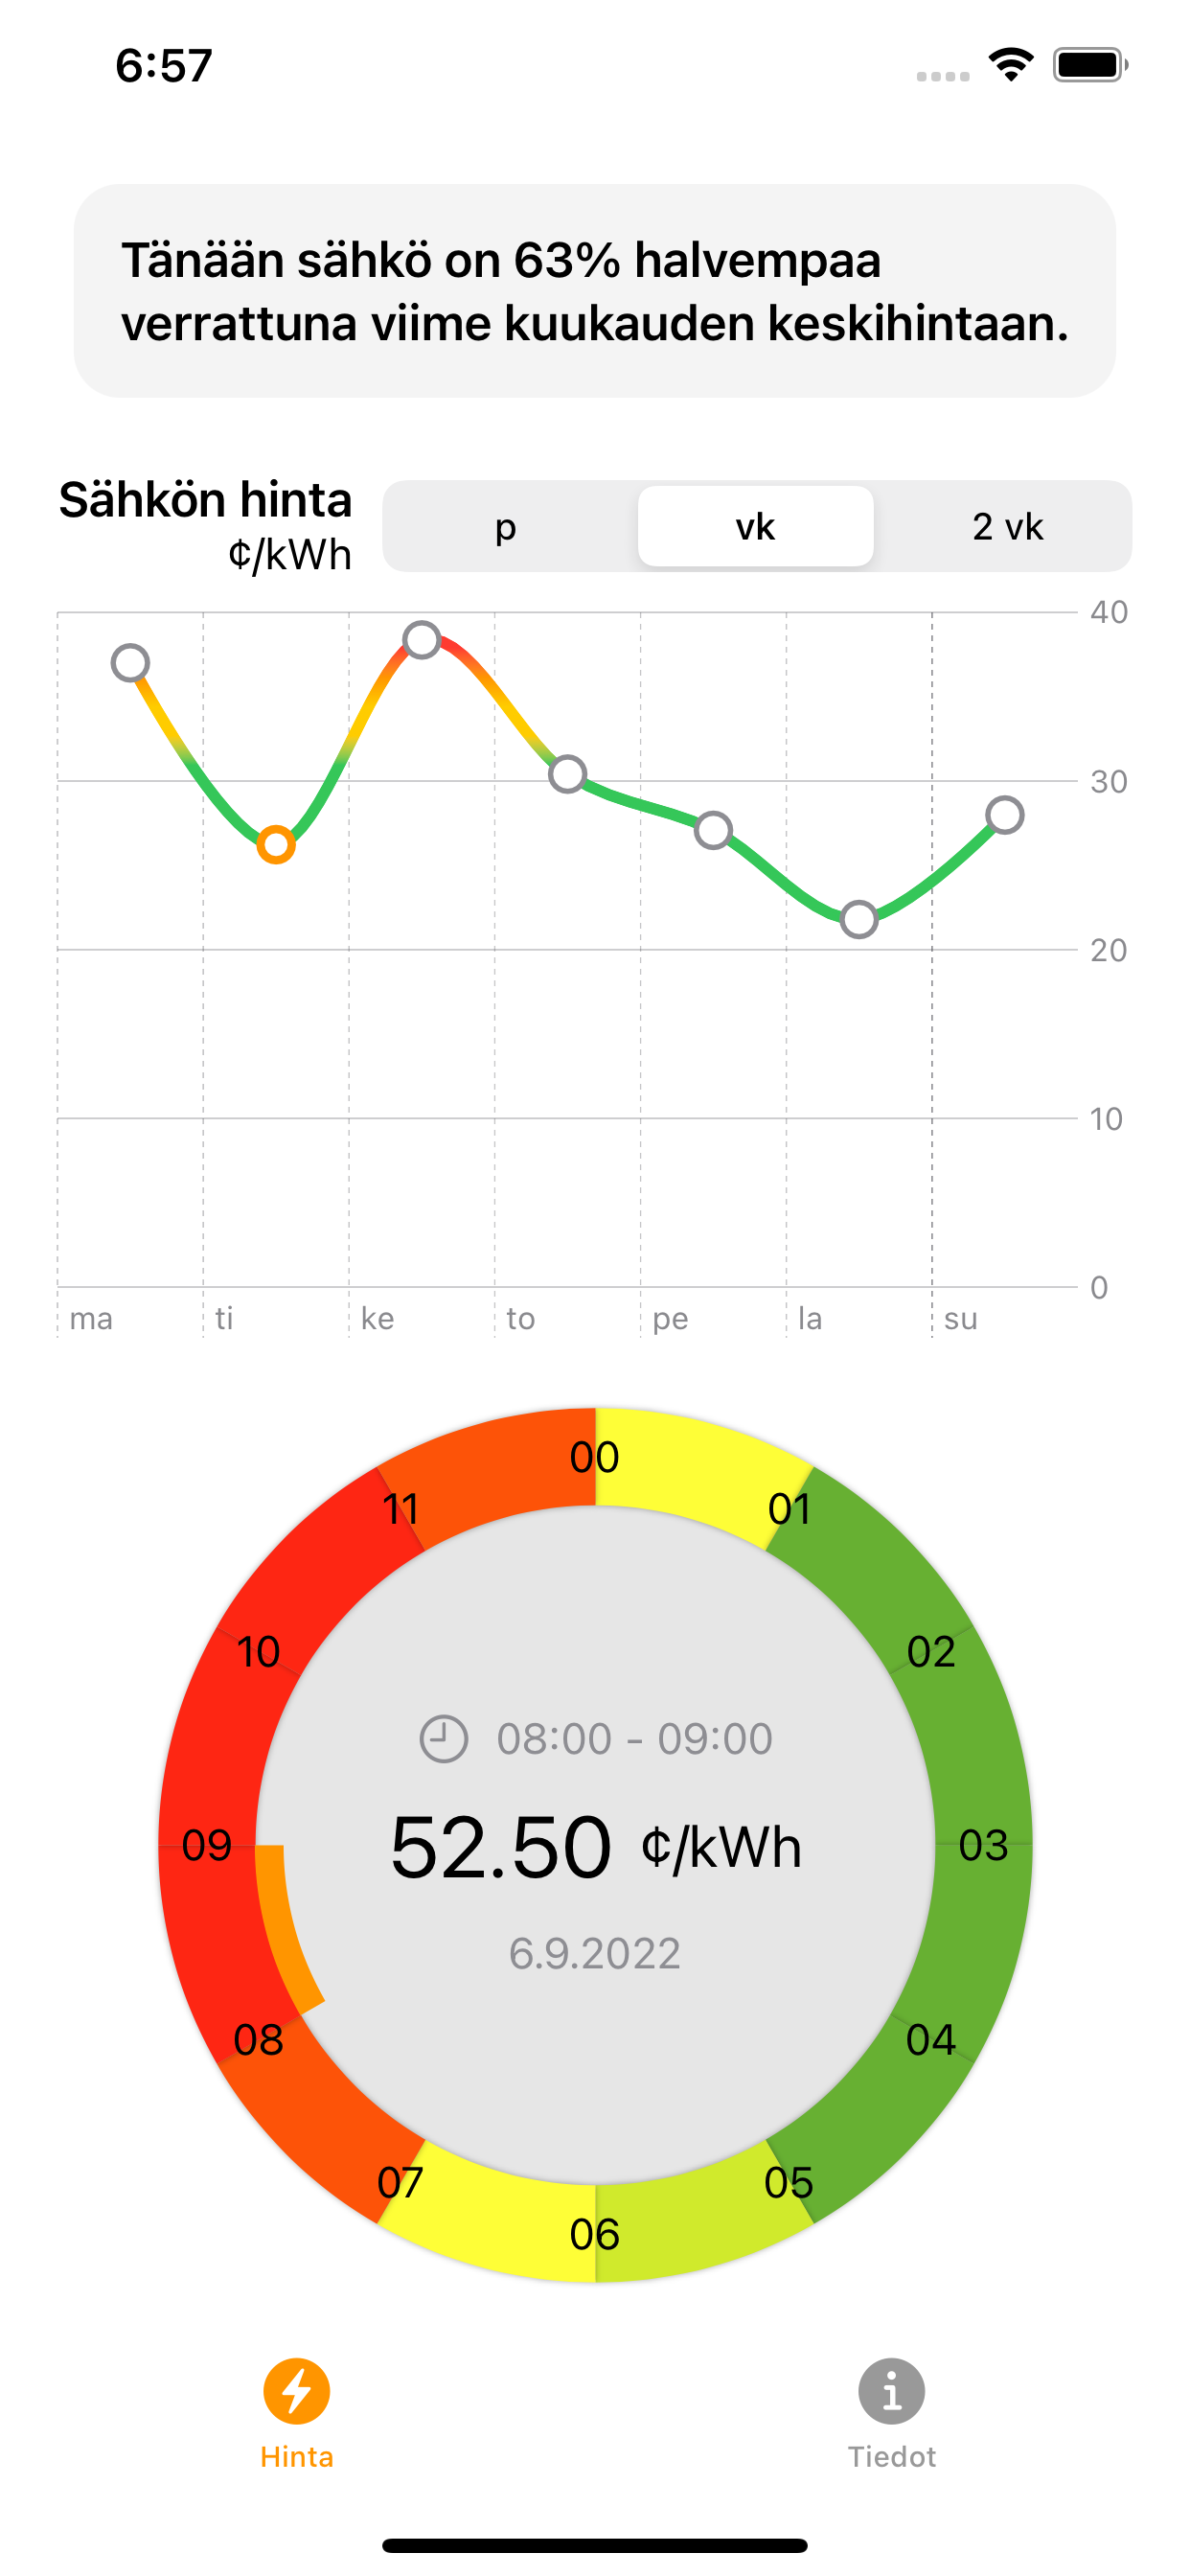 6:57
Tänään sähkö on 63% halvempaa
verrattuna viime kuukauden keskihintaan.
Sähkön hinta
¢/kWh
p
vk
2 vk
40
30
20
10
0
ma
ti
ke
to
pe
la
su
00
01
02
03
04
05
06
07
08
09
10
11
08:00 - 09:00
52.50 ¢/kWh
6.9.2022
Hinta
Tiedot